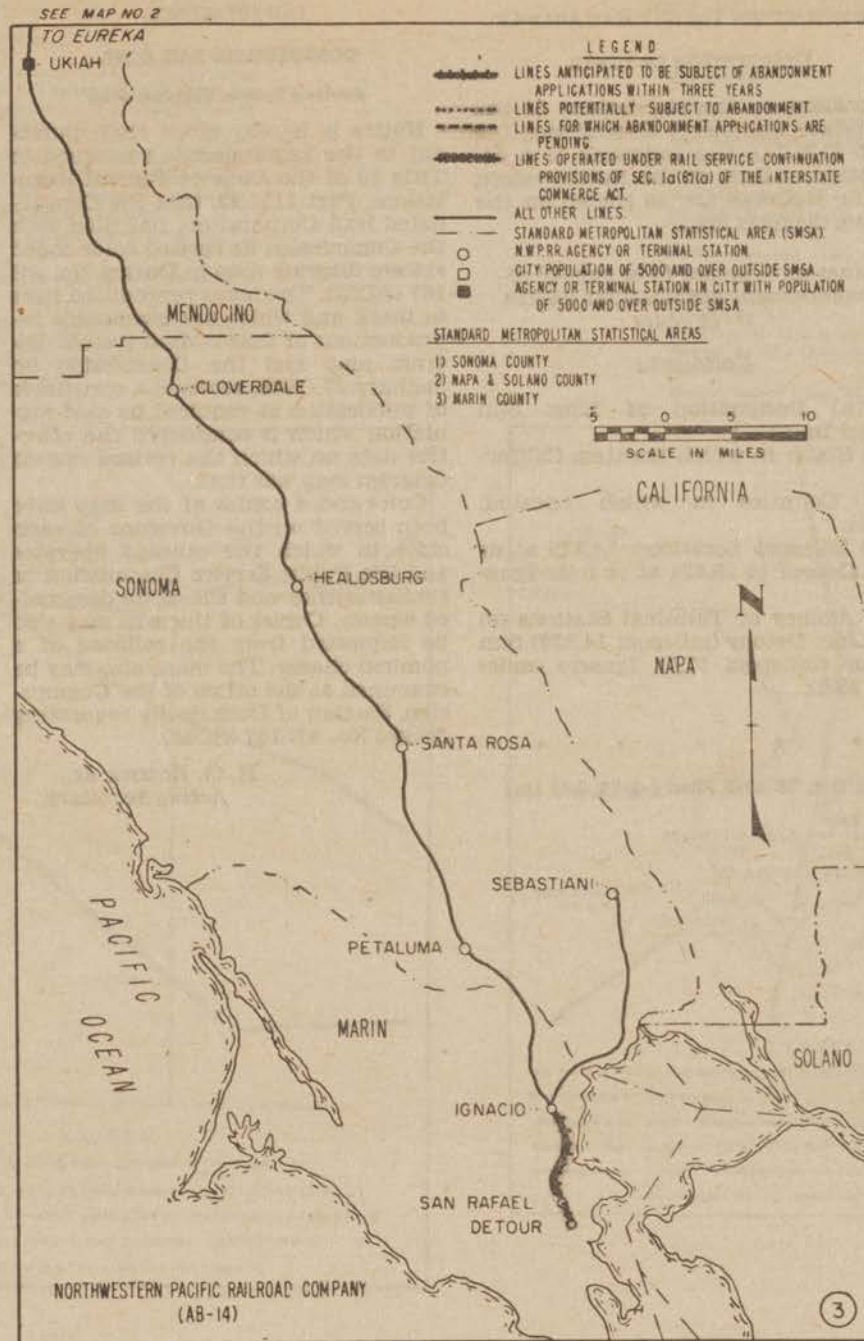 SEE MAP NO. 2
TO EUREKA
UKIAH
LEGEND
LINES ANTICIPATED TO BE SUBJECT OF ABANDONMENT
APPLICATIONS WITHIN THREE YEARS
LINES POTENTIALLY SUBJECT TO ABANDONMENT
LINES FOR WHICH ABANDONMENT APPLICATIONS ARE
PENDING
LINES OPERATED UNDER RAIL SERVICE CONTINUATION
PROVISIONS OF SEC. 1a(6)(a) OF THE INTERSTATE
COMMERCE ACT.
ALL OTHER LINES
STANDARD METROPOLITAN STATISTICAL AREA (SMSA)
N.W.P.RR. AGENCY OR TERMINAL STATION
CITY POPULATION OF 5000 AND OVER OUTSIDE SMSA
AGENCY OR TERMINAL STATION IN CITY WITH POPULATION
OF 5000 AND OVER OUTSIDE SMSA
STANDARD METROPOLITAN STATISTICAL AREAS
1) SONOMA COUNTY
2) NAPA & SOLANO COUNTY
3) MARIN COUNTY
5 0 5 10
SCALE IN MILES
MENDOCINO
CLOVERDALE
CALIFORNIA
SONOMA
HEALDSBURG
N
NAPA
SANTA ROSA
SEBASTIANI
PETALUMA
PACIFIC
OCEAN
MARIN
SOLANO
IGNACIO
SAN RAFAEL
DETOUR
NORTHWESTERN PACIFIC RAILROAD COMPANY
(AB-14)
3